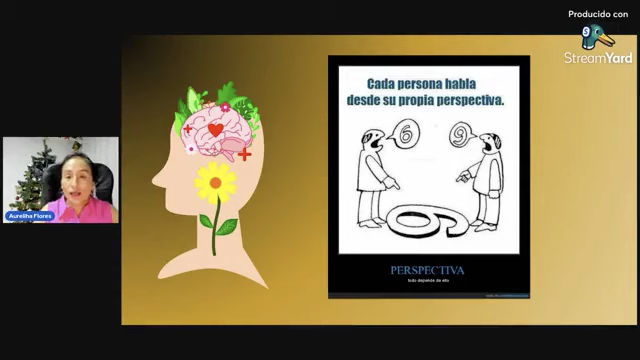 Producido con
StreamYard
Cada persona habla
desde su propia perspectiva.
6
9
6
PERSPECTIVA
todo depende de ello
Aureliha Flores